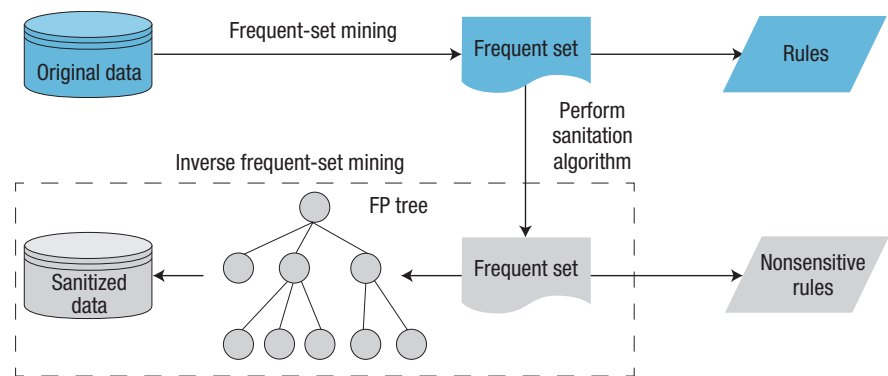 Frequent-set mining
Original data
Frequent set
Rules
Perform
sanitation
algorithm
Inverse frequent-set mining
FP tree
Sanitized
data
Frequent set
Nonsensitive
rules